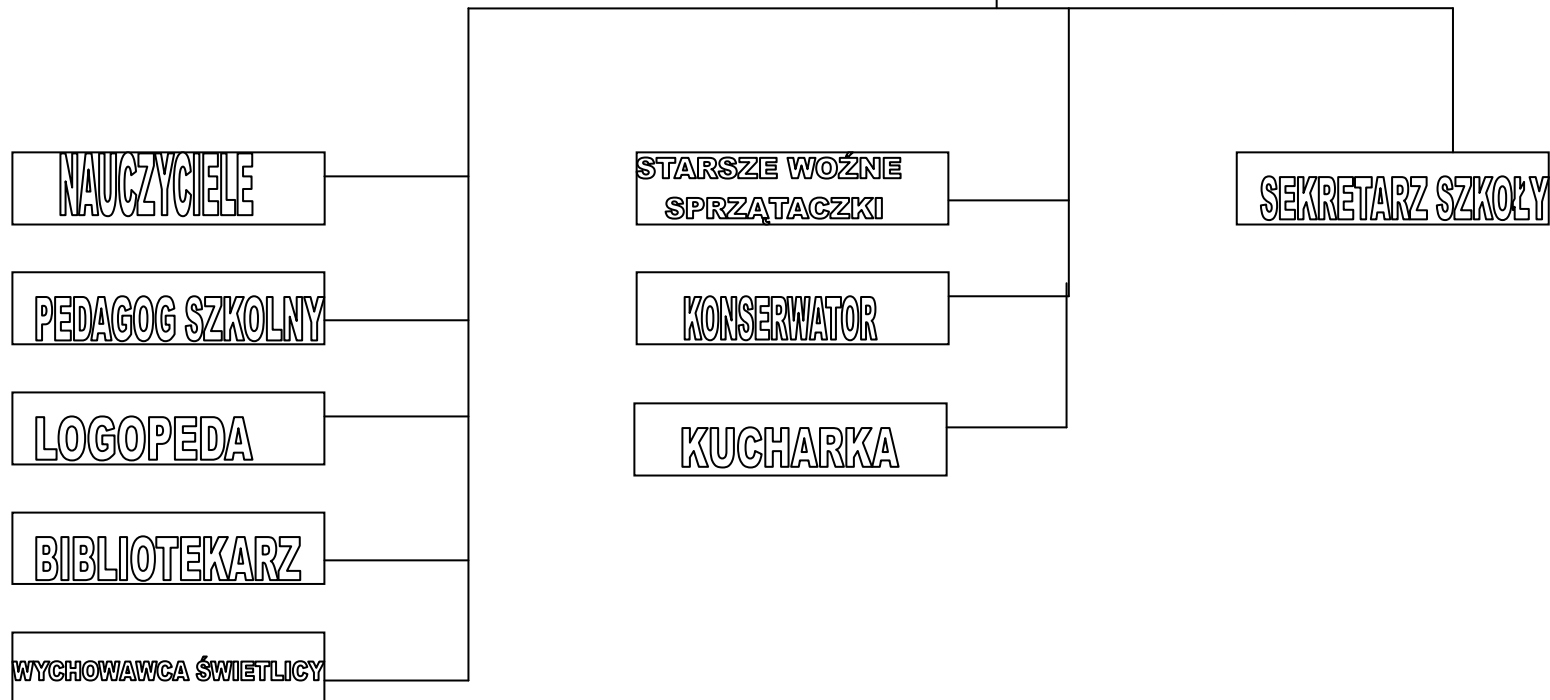 NAUCZYCIELE
PEDAGOG SZKOLNY
LOGOPEDA
BIBLIOTEKARZ
WYCHOWAWCA ŚWIETLICY
STARSZE WOŹNE
SPRZĄTACZKI
KONSERWATOR
KUCHARKA
SEKRETARZ SZKOŁY